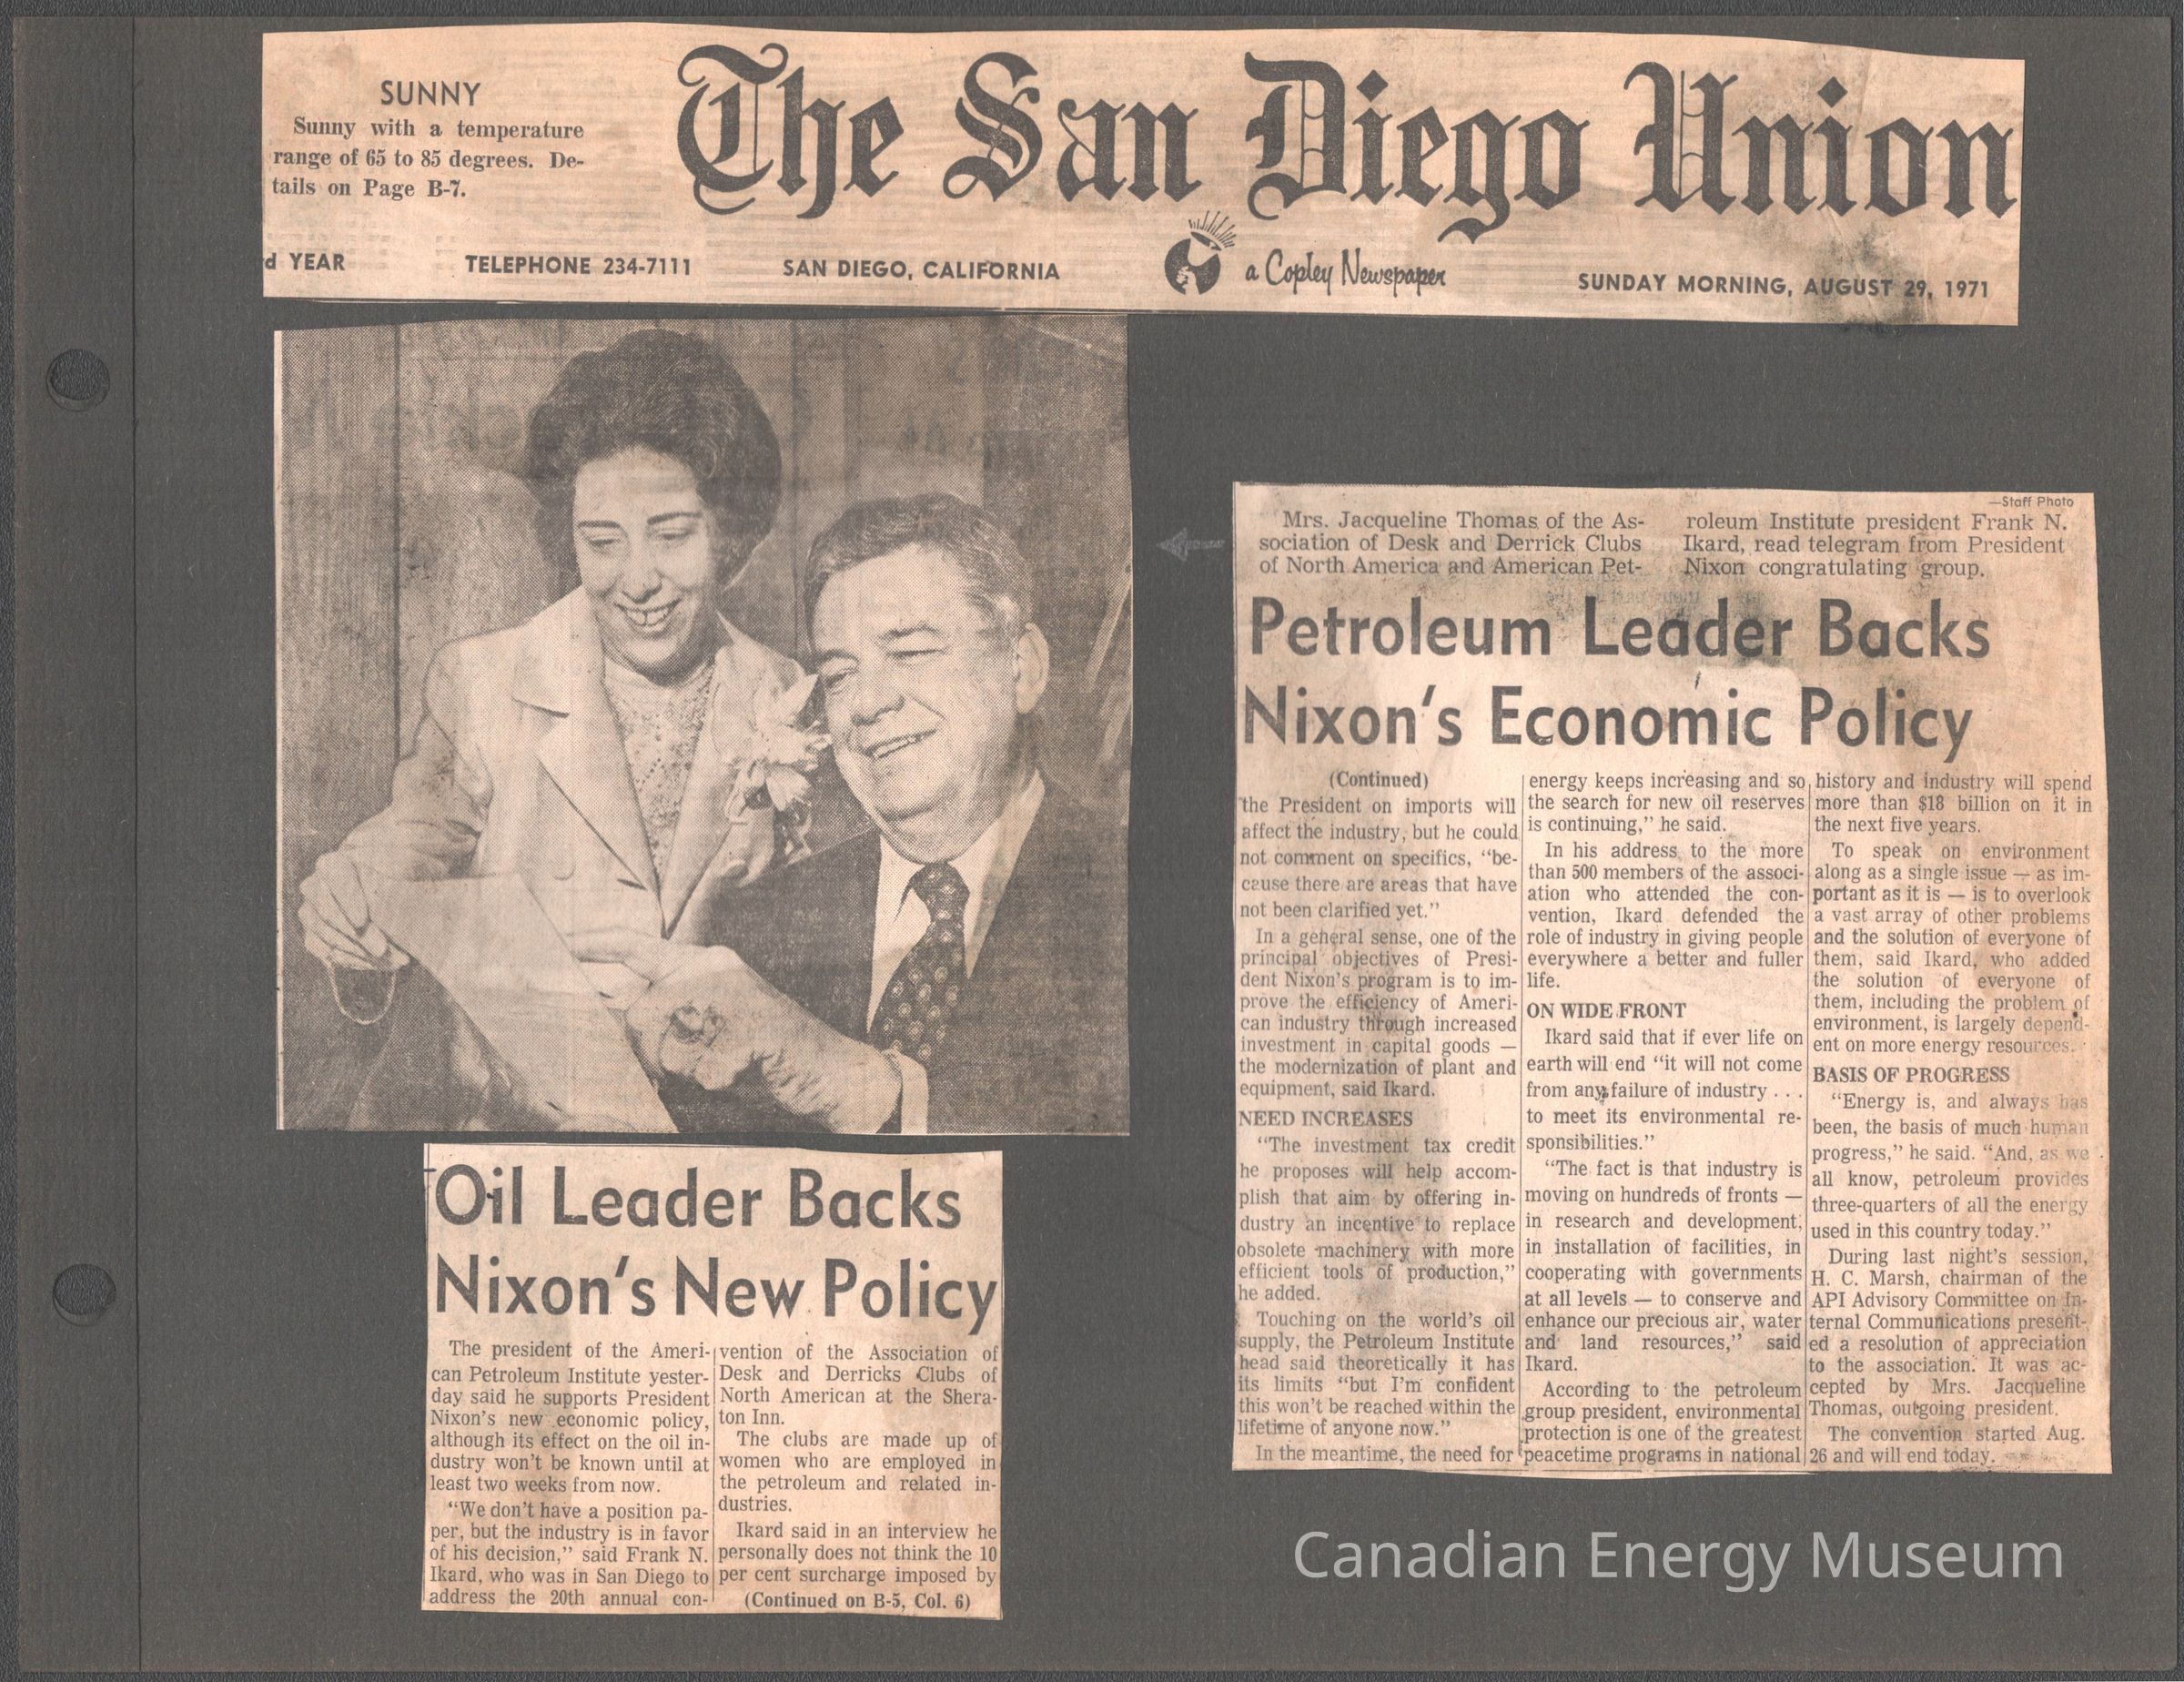 SUNNY
Sunny with a temperature
range of 65 to 85 degrees. De-
tails on Page B-7.
The San Diego Union
d YEAR
TELEPHONE 234-7111
SAN DIEGO, CALIFORNIA
a Copley Newspaper
SUNDAY MORNING, AUGUST 29, 1971
—Staff Photo
Mrs. Jacqueline Thomas of the As-
sociation of Desk and Derrick Clubs
of North America and American Pet-
roleum Institute president Frank N.
Ikard, read telegram from President
Nixon congratulating group.
Oil Leader Backs
Nixon's New Policy
The president of the Ameri-
can Petroleum Institute yester-
day said he supports President
Nixon's new economic policy,
although its effect on the oil in-
dustry won't be known until at
least two weeks from now.
"We don't have a position pa-
per, but the industry is in favor
of his decision," said Frank N.
Ikard, who was in San Diego to
address the 20th annual con-
vention of the Association of
Desk and Derricks Clubs of
North American at the Shera-
ton Inn.
The clubs are made up of
women who are employed in
the petroleum and related in-
dustries.
Ikard said in an interview he
personally does not think the 10
per cent surcharge imposed by
(Continued on B-5, Col. 6)
Petroleum Leader Backs
Nixon's Economic Policy
(Continued)
the President on imports will
affect the industry, but he could
not comment on specifics, "be-
cause there are areas that have
not been clarified yet."
In a general sense, one of the
principal objectives of Presi-
dent Nixon's program is to im-
prove the efficiency of Ameri-
can industry through increased
investment in capital goods —
the modernization of plant and
equipment, said Ikard.
NEED INCREASES
"The investment tax credit
he proposes will help accom-
plish that aim by offering in-
dustry an incentive to replace
obsolete machinery with more
efficient tools of production,"
he added.
Touching on the world's oil
supply, the Petroleum Institute
head said theoretically it has
its limits "but I'm confident
this won't be reached within the
lifetime of anyone now."
In the meantime, the need for
energy keeps increasing and so
the search for new oil reserves
is continuing," he said.
In his address to the more
than 500 members of the associ-
ation who attended the con-
vention, Ikard defended the
role of industry in giving people
everywhere a better and fuller
life.
ON WIDE FRONT
Ikard said that if ever life on
earth will end "it will not come
from any failure of industry . . .
to meet its environmental re-
sponsibilities."
"The fact is that industry is
moving on hundreds of fronts —
in research and development,
in installation of facilities, in
cooperating with governments
at all levels — to conserve and
enhance our precious air, water
and land resources," said
Ikard.
According to the petroleum
group president, environmental
protection is one of the greatest
peacetime programs in national
history and industry will spend
more than $18 billion on it in
the next five years.
To speak on environment
along as a single issue — as im-
portant as it is — is to overlook
a vast array of other problems
and the solution of everyone of
them, said Ikard, who added
the solution of everyone of
them, including the problem of
environment, is largely depend-
ent on more energy resources.
BASIS OF PROGRESS
"Energy is, and always has
been, the basis of much human
progress," he said. "And, as we
all know, petroleum provides
three-quarters of all the energy
used in this country today."
During last night's session,
H. C. Marsh, chairman of the
API Advisory Committee on In-
ternal Communications present-
ed a resolution of appreciation
to the association. It was ac-
cepted by Mrs. Jacqueline
Thomas, outgoing president.
The convention started Aug.
26 and will end today.
Canadian Energy Museum